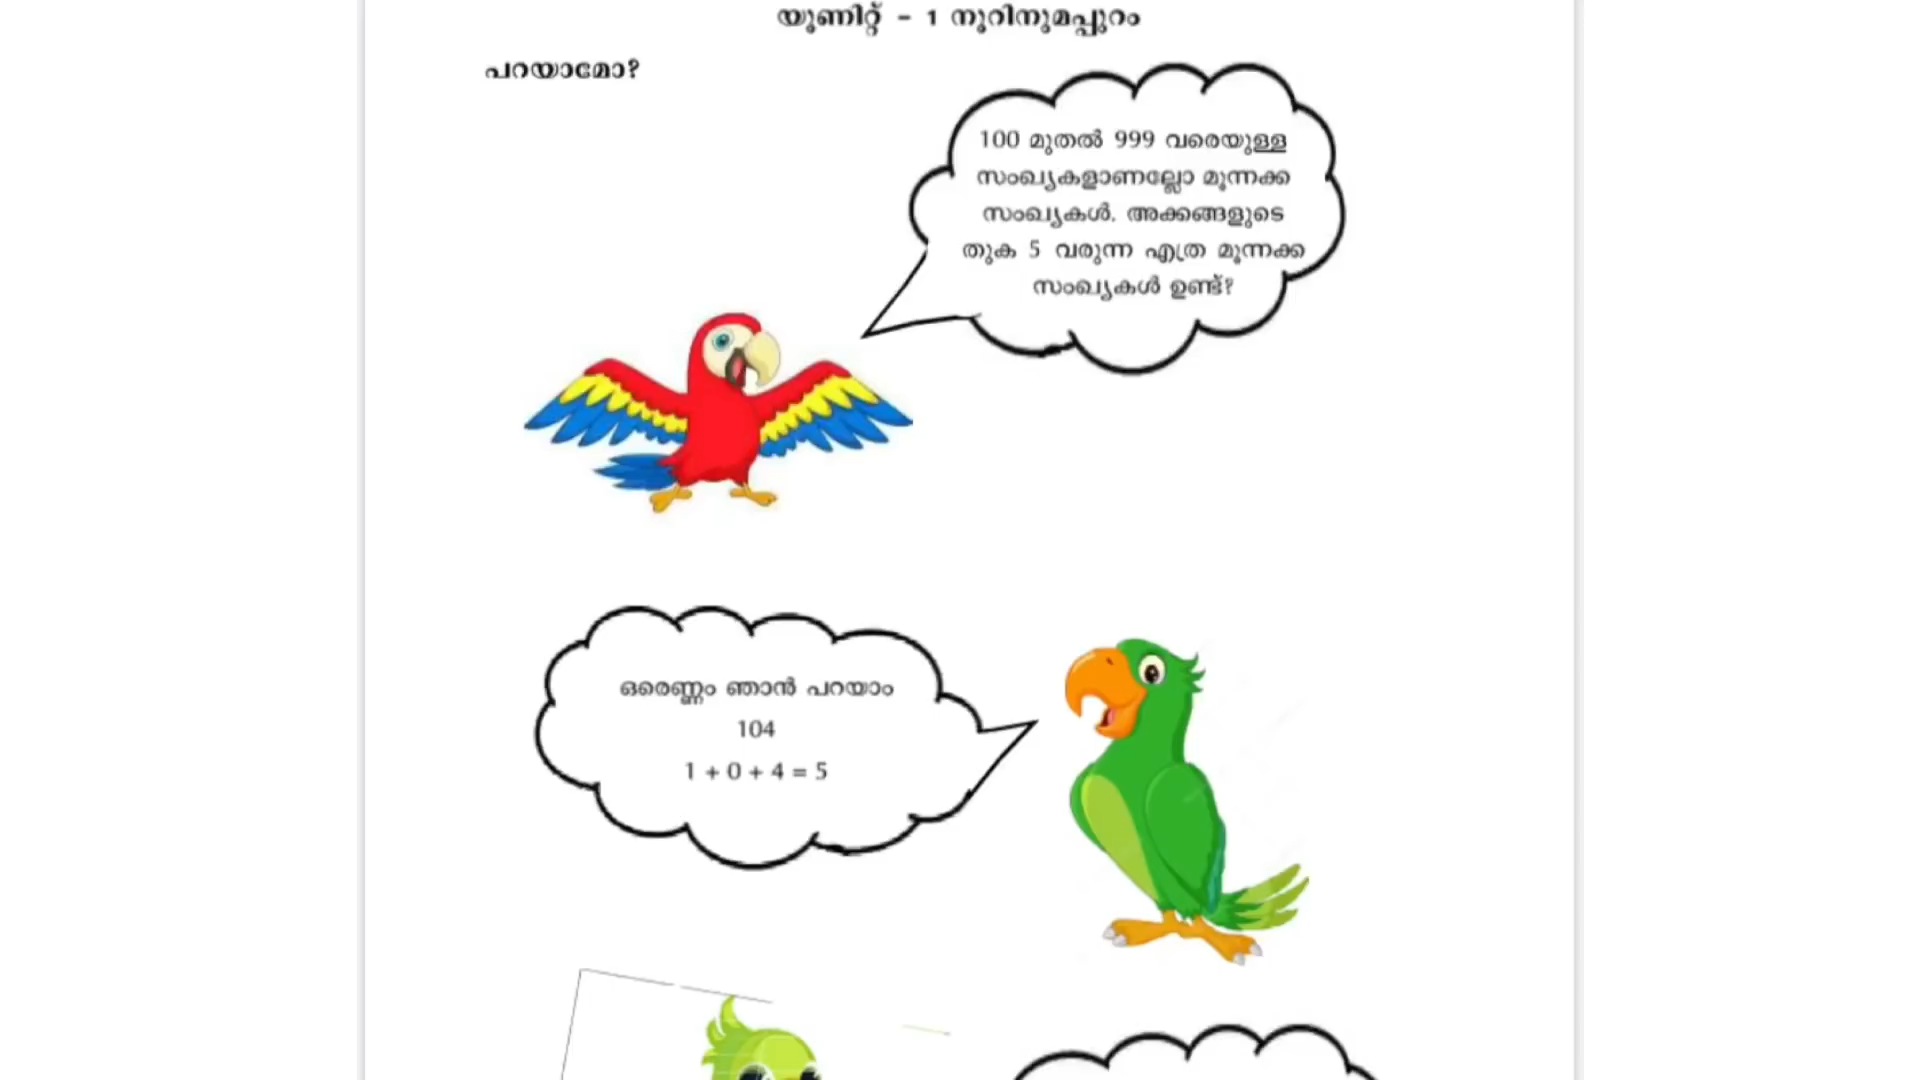 യൂണിറ്റ് - 1 നൂറിനുമപ്പുറം
പറയാമോ?
100 മുതൽ 999 വരെയുള്ള
സംഖ്യകളാണല്ലോ മൂന്നക്ക
സംഖ്യകൾ. അക്കങ്ങളുടെ
തുക 5 വരുന്ന എത്ര മൂന്നക്ക
സംഖ്യകൾ ഉണ്ട്?
ഒരെണ്ണം ഞാൻ പറയാം
104
1 + 0 + 4 = 5